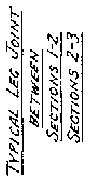 TYPICAL LEG JOINT
BETWEEN
SECTIONS 1-2
SECTIONS 2-3